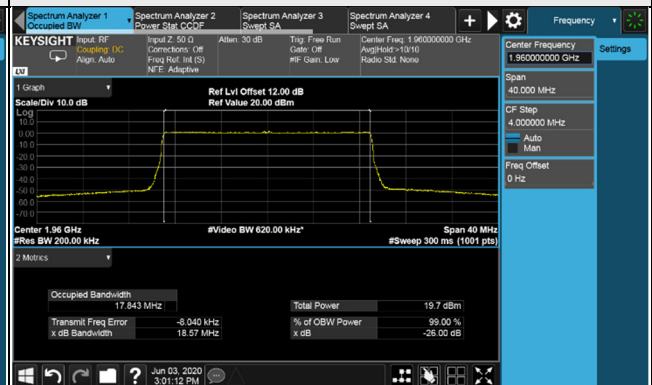 Spectrum Analyzer 1
Occupied BW
Spectrum Analyzer 2
Power Stat CCDF
Spectrum Analyzer 3
Swept SA
Spectrum Analyzer 4
Swept SA
+
Frequency
KEYSIGHT
Input: RF
Coupling: DC
Align: Auto
Input Z: 50 Ω
Corrections: Off
Freq Ref: Int (S)
NFE: Adaptive
Atten: 30 dB
Trig: Free Run
Gate: Off
#IF Gain: Low
Center Freq: 1.960000000 GHz
Avg|Hold:>10/10
Radio Std: None
LXI
Center Frequency
1.960000000 GHz
Settings
Span
40.000 MHz
CF Step
4.000000 MHz
Auto
Man
Freq Offset
0 Hz
1 Graph
Scale/Div 10.0 dB
Ref Lvl Offset 12.00 dB
Ref Value 20.00 dBm
Log
10.0
0.00
-10.0
-20.0
-30.0
-40.0
-50.0
-60.0
-70.0
Center 1.96 GHz
#Video BW 620.00 kHz*
Span 40 MHz
#Res BW 200.00 kHz
#Sweep 300 ms (1001 pts)
2 Metrics
Occupied Bandwidth
17.843 MHz
Total Power 19.7 dBm
Transmit Freq Error -8.040 kHz
% of OBW Power 99.00 %
x dB Bandwidth 18.57 MHz
x dB -26.00 dB
?
Jun 03, 2020
3:01:12 PM